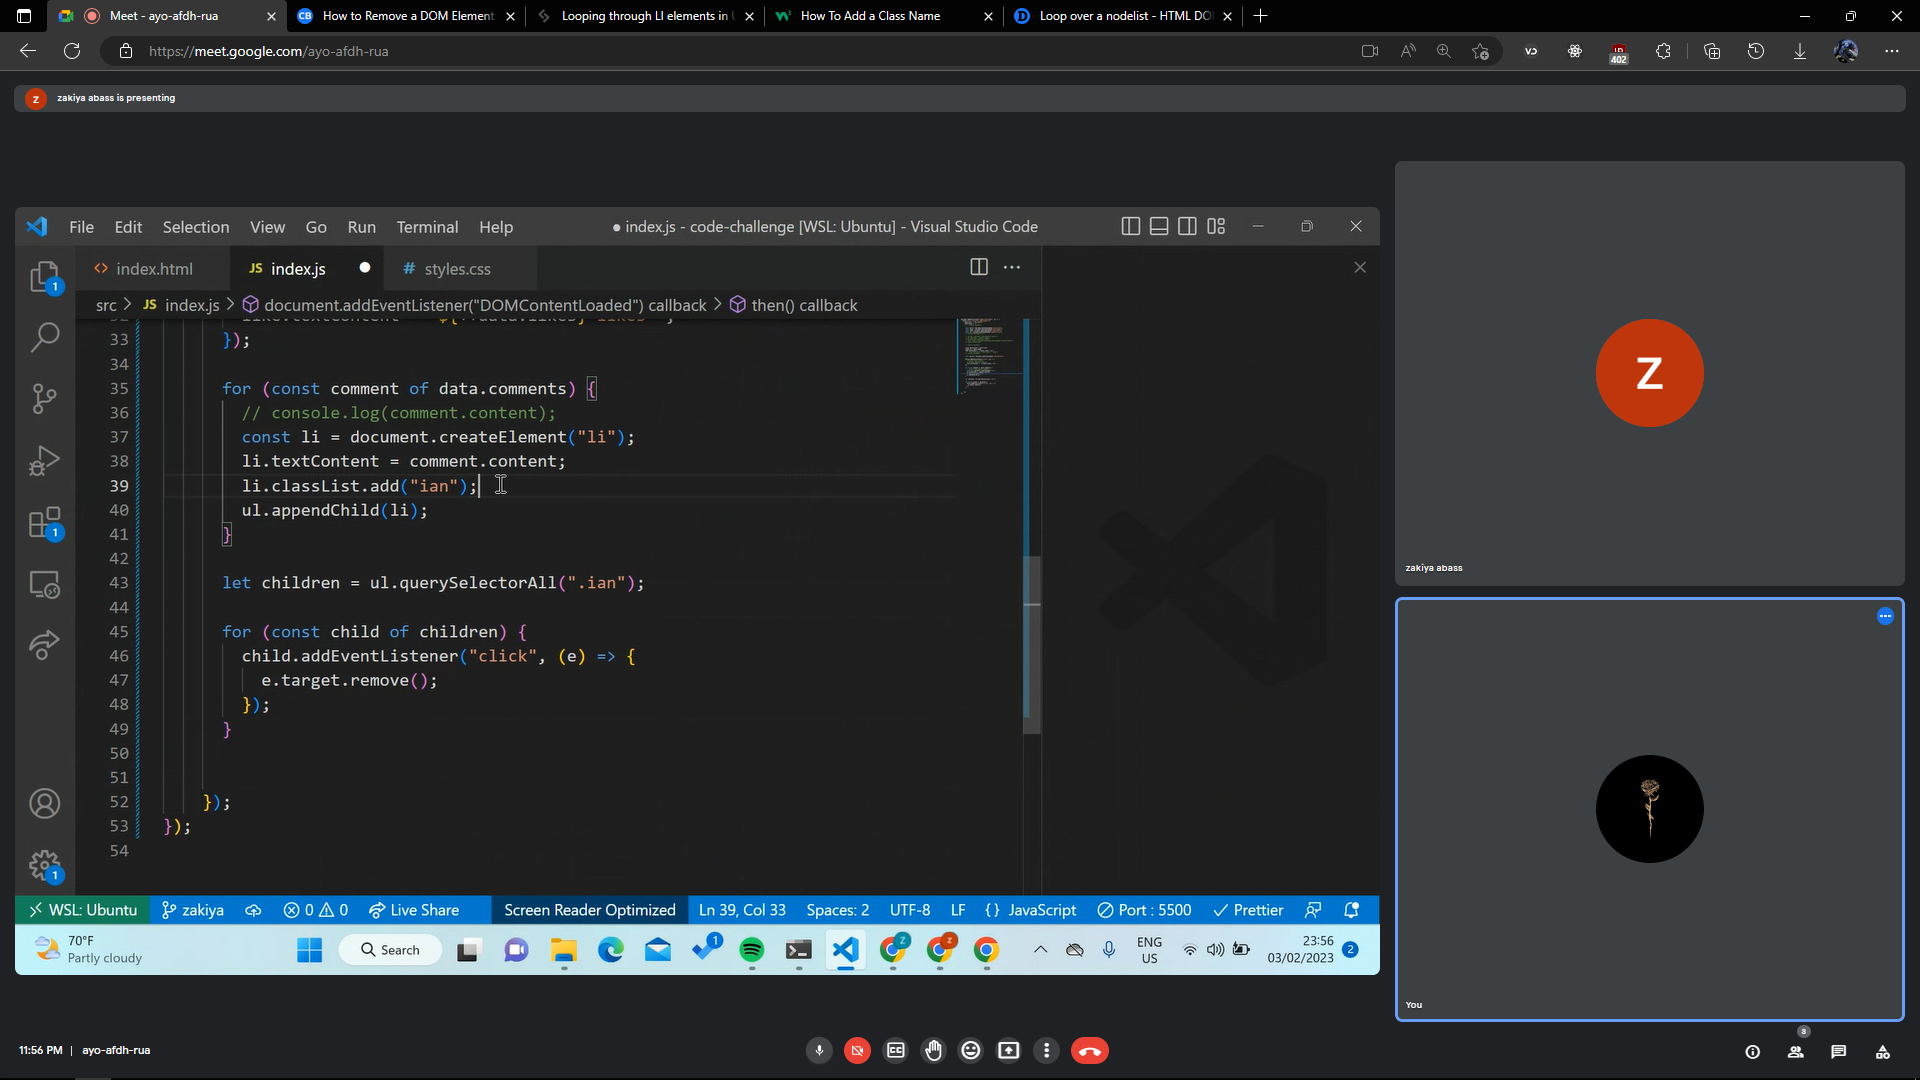 Meet - ayo-afdh-rua
CB How to Remove a DOM Element
Looping through LI elements in
How To Add a Class Name
D Loop over a nodelist - HTML DO
https://meet.google.com/ayo-afdh-rua
402
z zakiya abass is presenting
File Edit Selection View Go Run Terminal Help
● index.js - code-challenge [WSL: Ubuntu] - Visual Studio Code
<> index.html
JS index.js
# styles.css
src > JS index.js > document.addEventListener("DOMContentLoaded") callback > then() callback
33 });
34
35 for (const comment of data.comments) {
36 // console.log(comment.content);
37 const li = document.createElement("li");
38 li.textContent = comment.content;
39 li.classList.add("ian");
40 ul.appendChild(li);
41 }
42
43 let children = ul.querySelectorAll(".ian");
44
45 for (const child of children) {
46 child.addEventListener("click", (e) => {
47 e.target.remove();
48 });
49 }
50
51
52 });
53 });
54
1
1
1
WSL: Ubuntu zakiya 0 0 Live Share Screen Reader Optimized Ln 39, Col 33 Spaces: 2 UTF-8 LF {} JavaScript Port : 5500 Prettier
70°F
Partly cloudy
Search
1
Z
Z
ENG
US
23:56
03/02/2023
2
Z
zakiya abass
You
11:56 PM | ayo-afdh-rua
CC
3